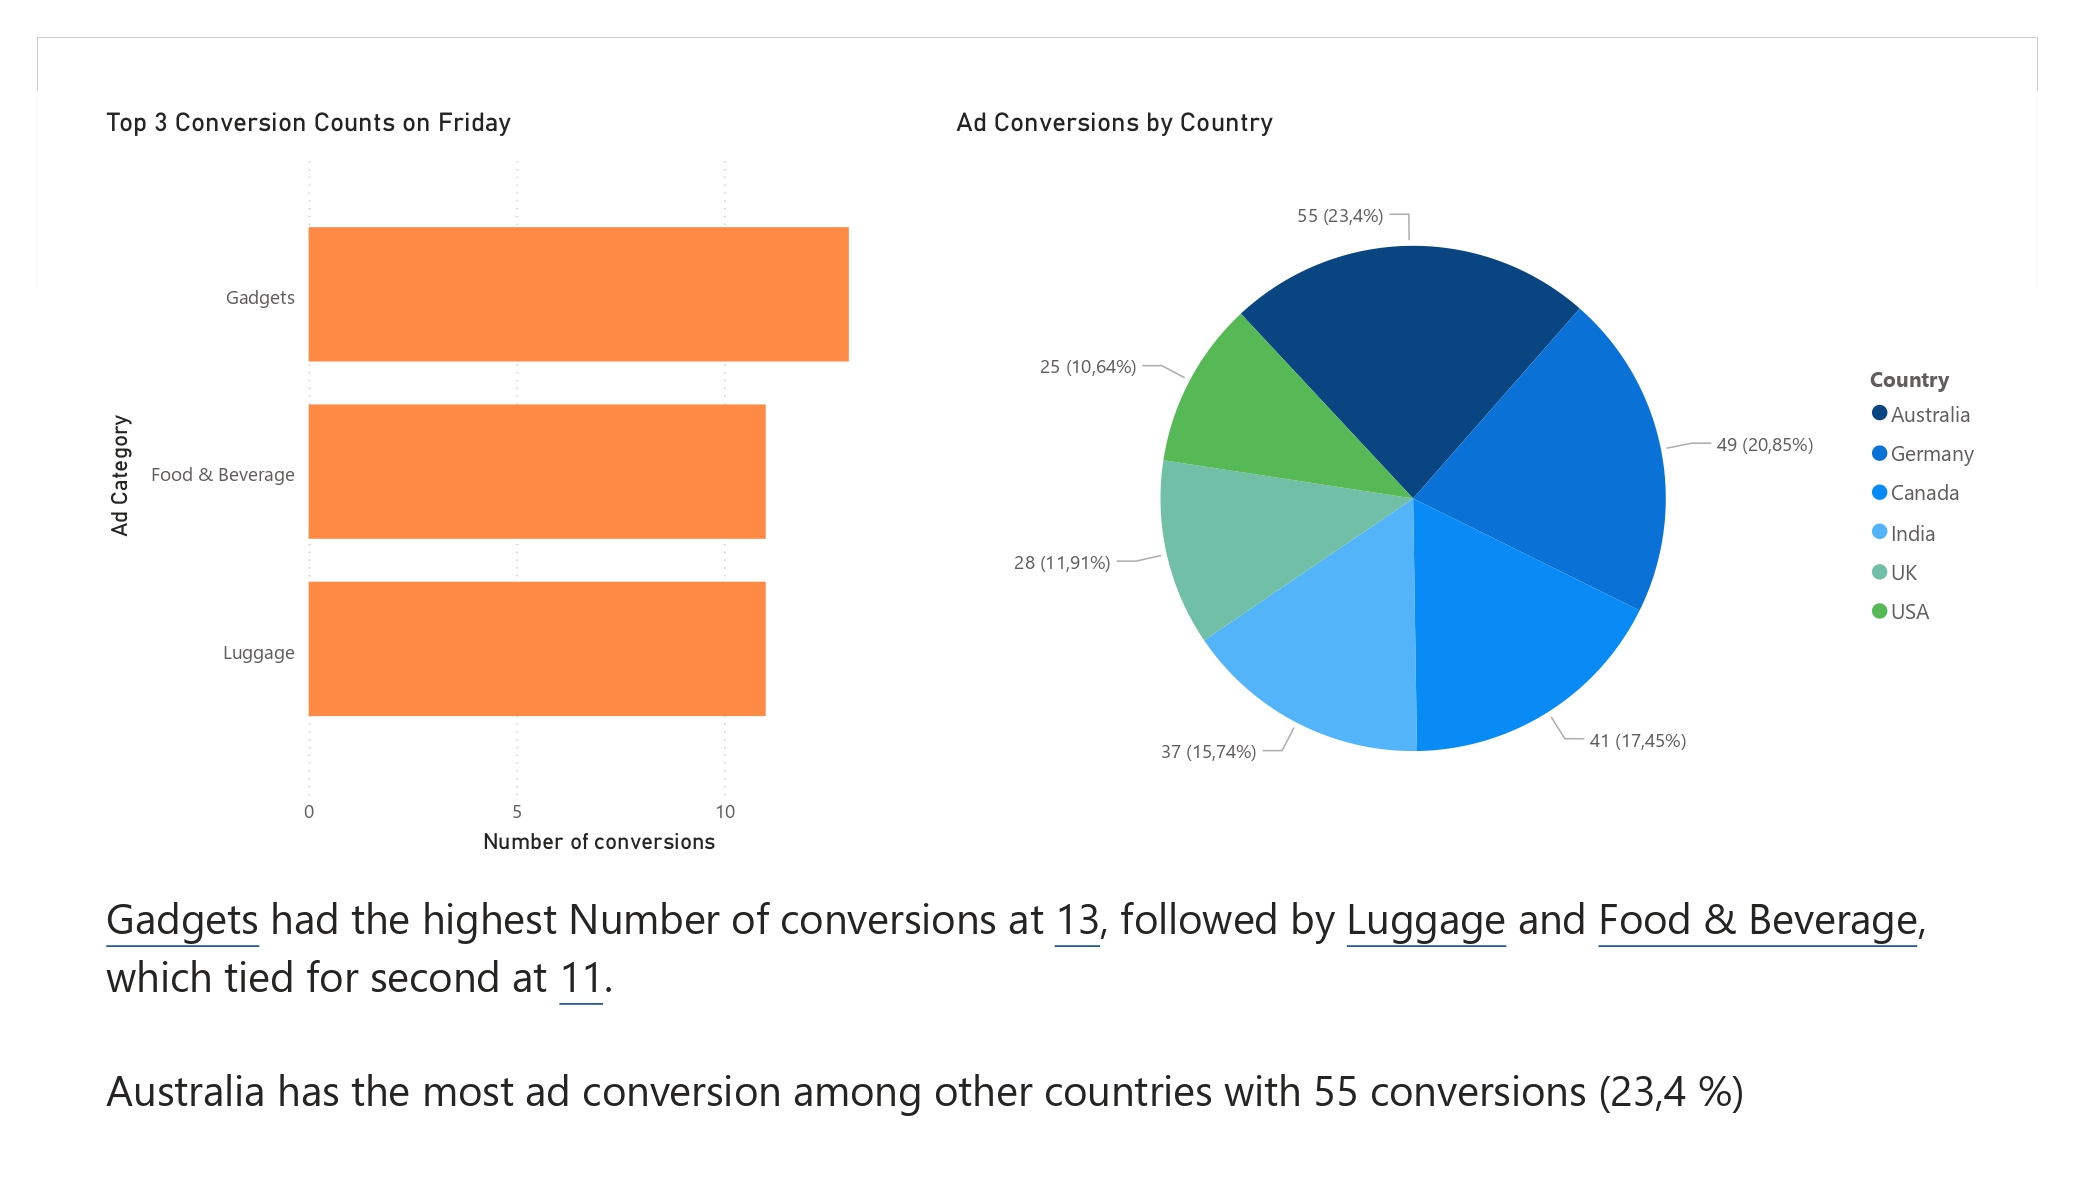 Top 3 Conversion Counts on Friday
Ad Category
Gadgets
Food & Beverage
Luggage
0 5 10
Number of conversions
Ad Conversions by Country
55 (23,4%)
49 (20,85%)
41 (17,45%)
37 (15,74%)
28 (11,91%)
25 (10,64%)
Country
Australia
Germany
Canada
India
UK
USA
Gadgets had the highest Number of conversions at 13, followed by Luggage and Food & Beverage,
which tied for second at 11.
Australia has the most ad conversion among other countries with 55 conversions (23,4 %)